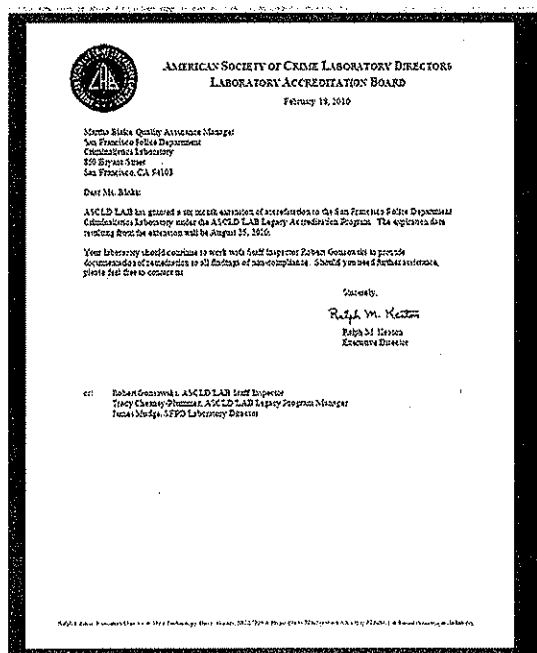 AMERICAN SOCIETY OF CRIME LABORATORY DIRECTORS
LABORATORY ACCREDITATION BOARD
February 19, 2010
Martha Blake, Quality Assurance Manager
San Francisco Police Department
Criminalistics Laboratory
850 Bryant Street
San Francisco, CA 94103
Dear Ms. Blake:
ASCLD/LAB has granted a six month extension of accreditation to the San Francisco Police Department
Criminalistics Laboratory under the ASCLD/LAB Legacy Accreditation Program. The expiration date
resulting from the extension will be August 25, 2010.
Your laboratory should continue to work with Staff Inspector Robert Gonsowski to provide
documentation of remediation to all findings of non-compliance. Should you need further assistance,
please feel free to contact us.
Sincerely,
Ralph M. Keaton
Ralph M. Keaton
Executive Director
cc: Robert Gonsowski, ASCLD/LAB Staff Inspector
Tracy Chesney-Plummer, ASCLD/LAB Legacy Program Manager
James Mudge, SFPD Laboratory Director